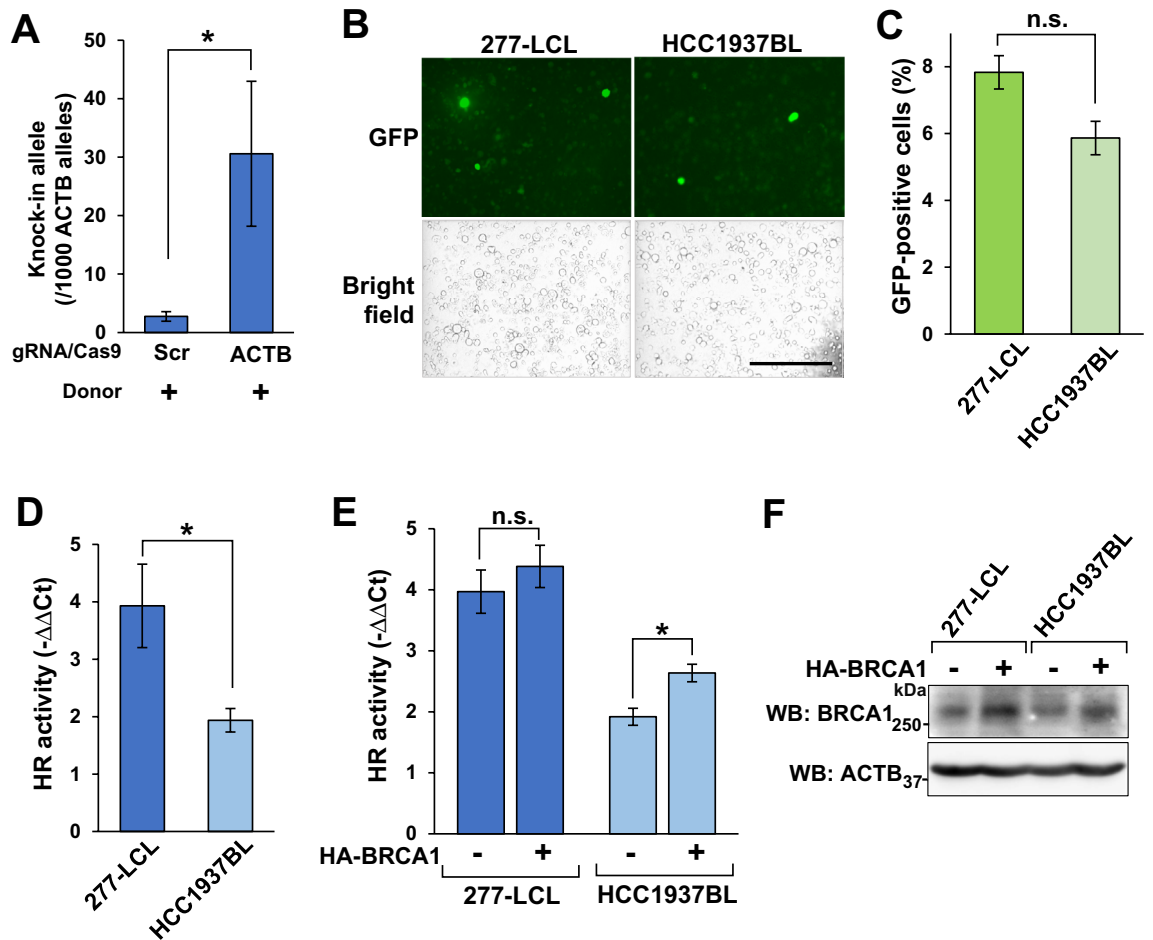 A
Knock-in allele
(/1000 ACTB alleles)
50
40
30
20
10
0
*
gRNA/Cas9 Scr ACTB
Donor + +
B
277-LCL HCC1937BL
GFP
Bright
field
C
GFP-positive cells (%)
8
6
4
2
0
n.s.
277-LCL
HCC1937BL
D
HR activity (-ΔΔCt)
5
4
3
2
1
0
*
277-LCL
HCC1937BL
E
HR activity (-ΔΔCt)
5
4
3
2
1
0
n.s.
*
HA-BRCA1 - + - +
277-LCL HCC1937BL
F
277-LCL
HCC1937BL
HA-BRCA1 - + - +
kDa
WB: BRCA1 250-
WB: ACTB 37-